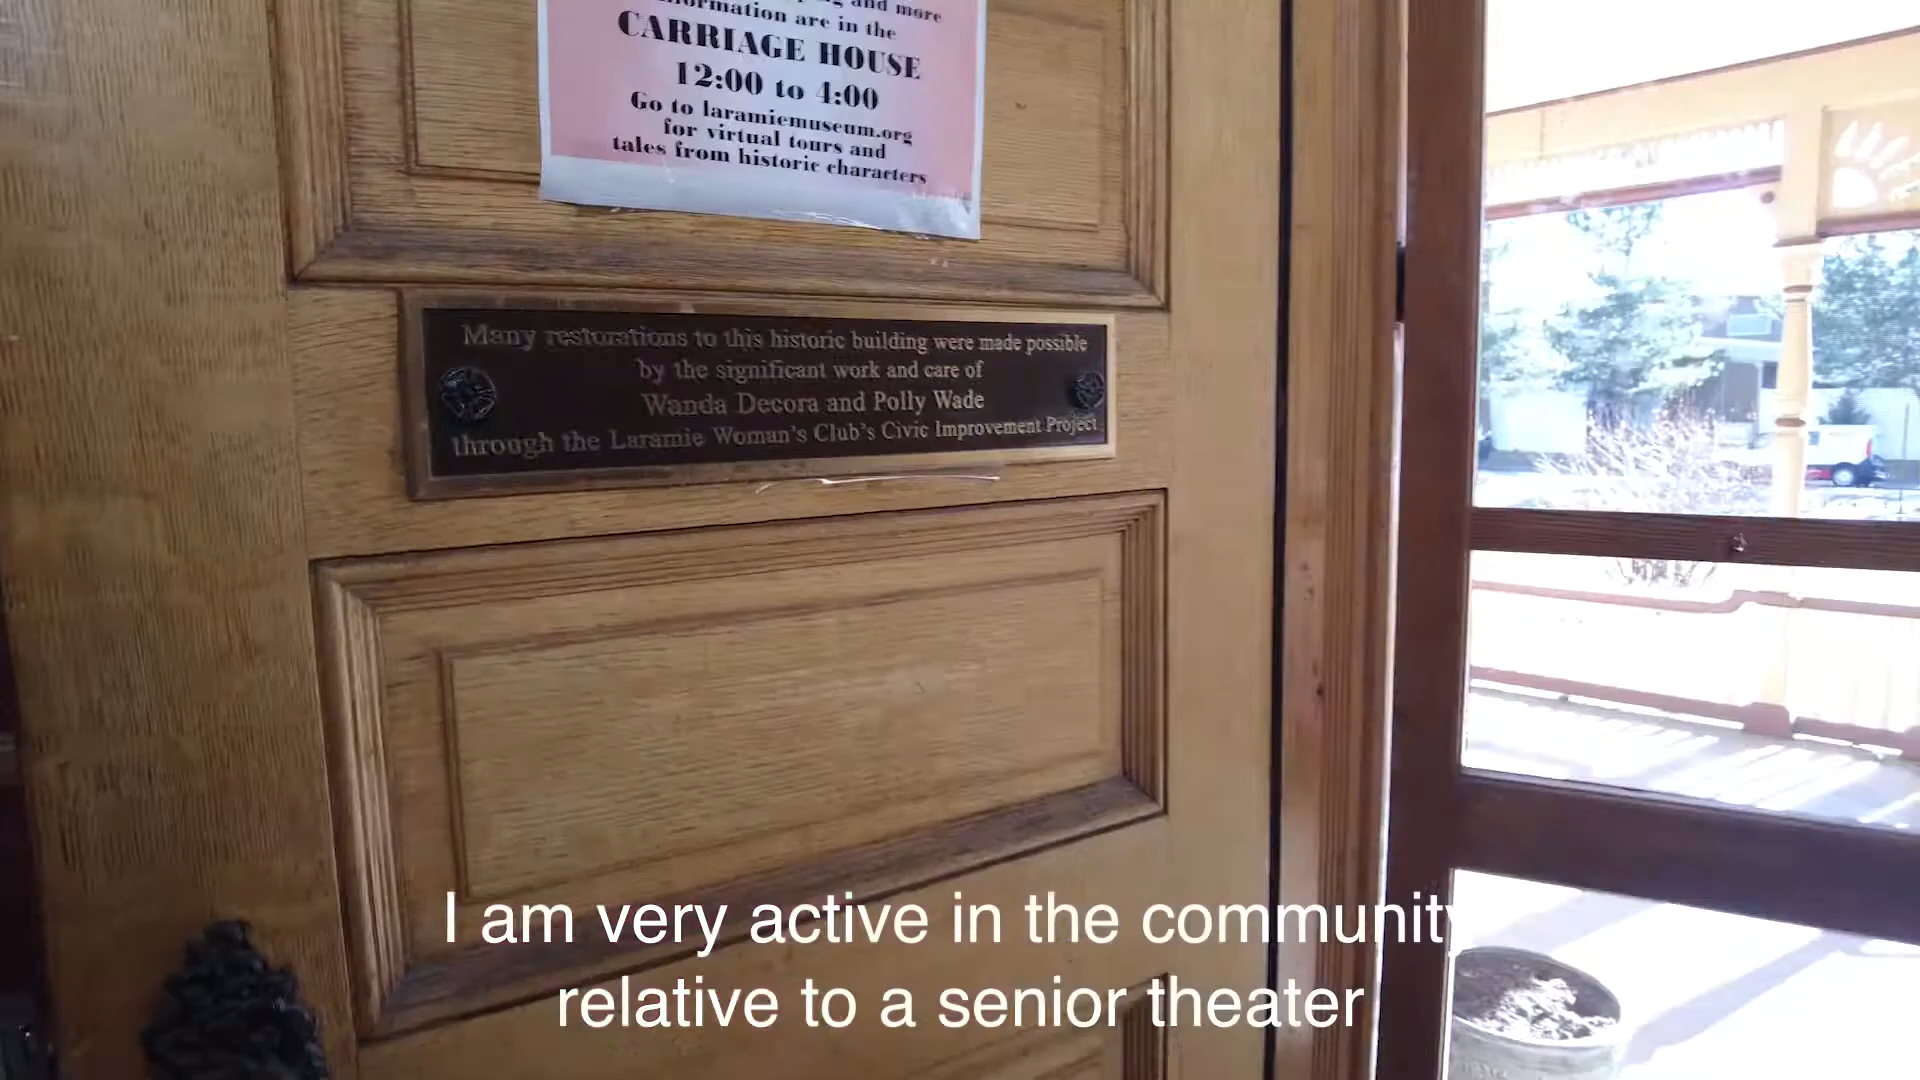 and more
information are in the
CARRIAGE HOUSE
12:00 to 4:00
Go to laramiemuseum.org
for virtual tours and
tales from historic characters
Many restorations to this historic building were made possible
by the significant work and care of
Wanda Decora and Polly Wade
through the Laramie Woman's Club's Civic Improvement Project
I am very active in the community
relative to a senior theater